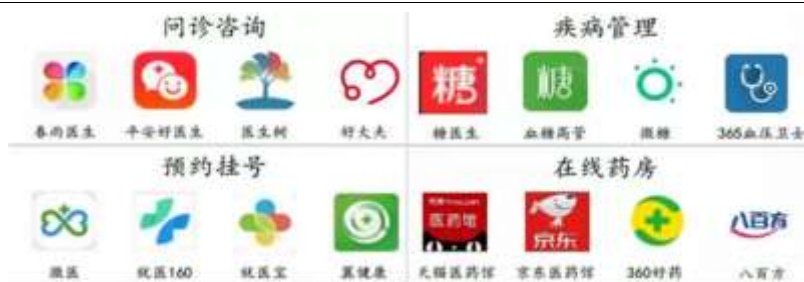 问诊咨询
春雨医生 平安好医生 医生树 好大夫
疾病管理
糖
糖
糖医生 血糖高管 微糖 365血压卫士
预约挂号
微医 就医160 就医宝 翼健康
在线药房
医药馆
京东
八百方
天猫医药馆 京东医药馆 360好药 八百方